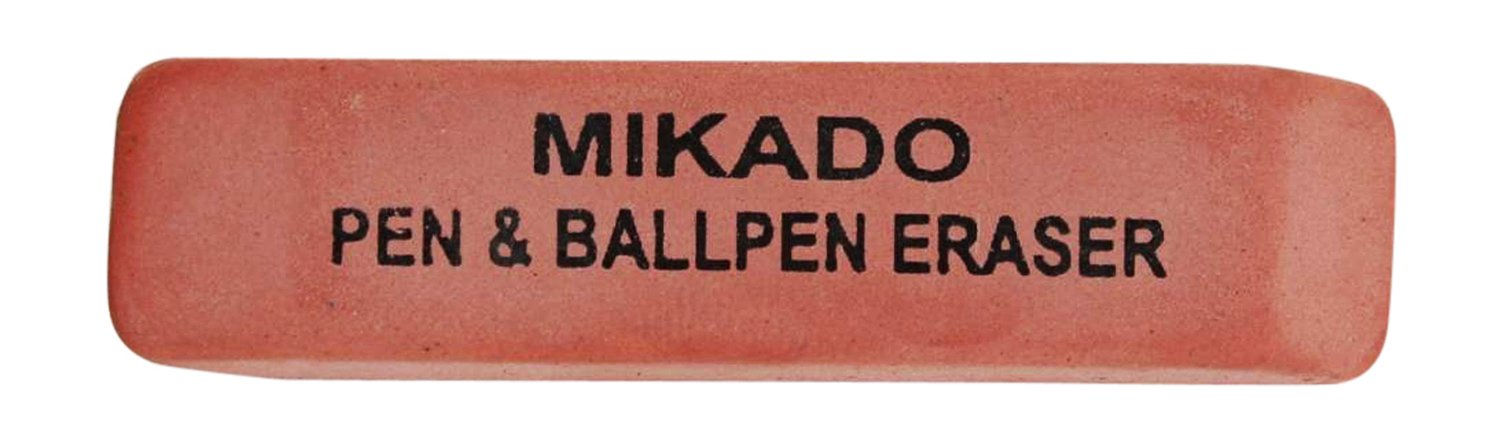 MIKADO
PEN & BALLPEN ERASER